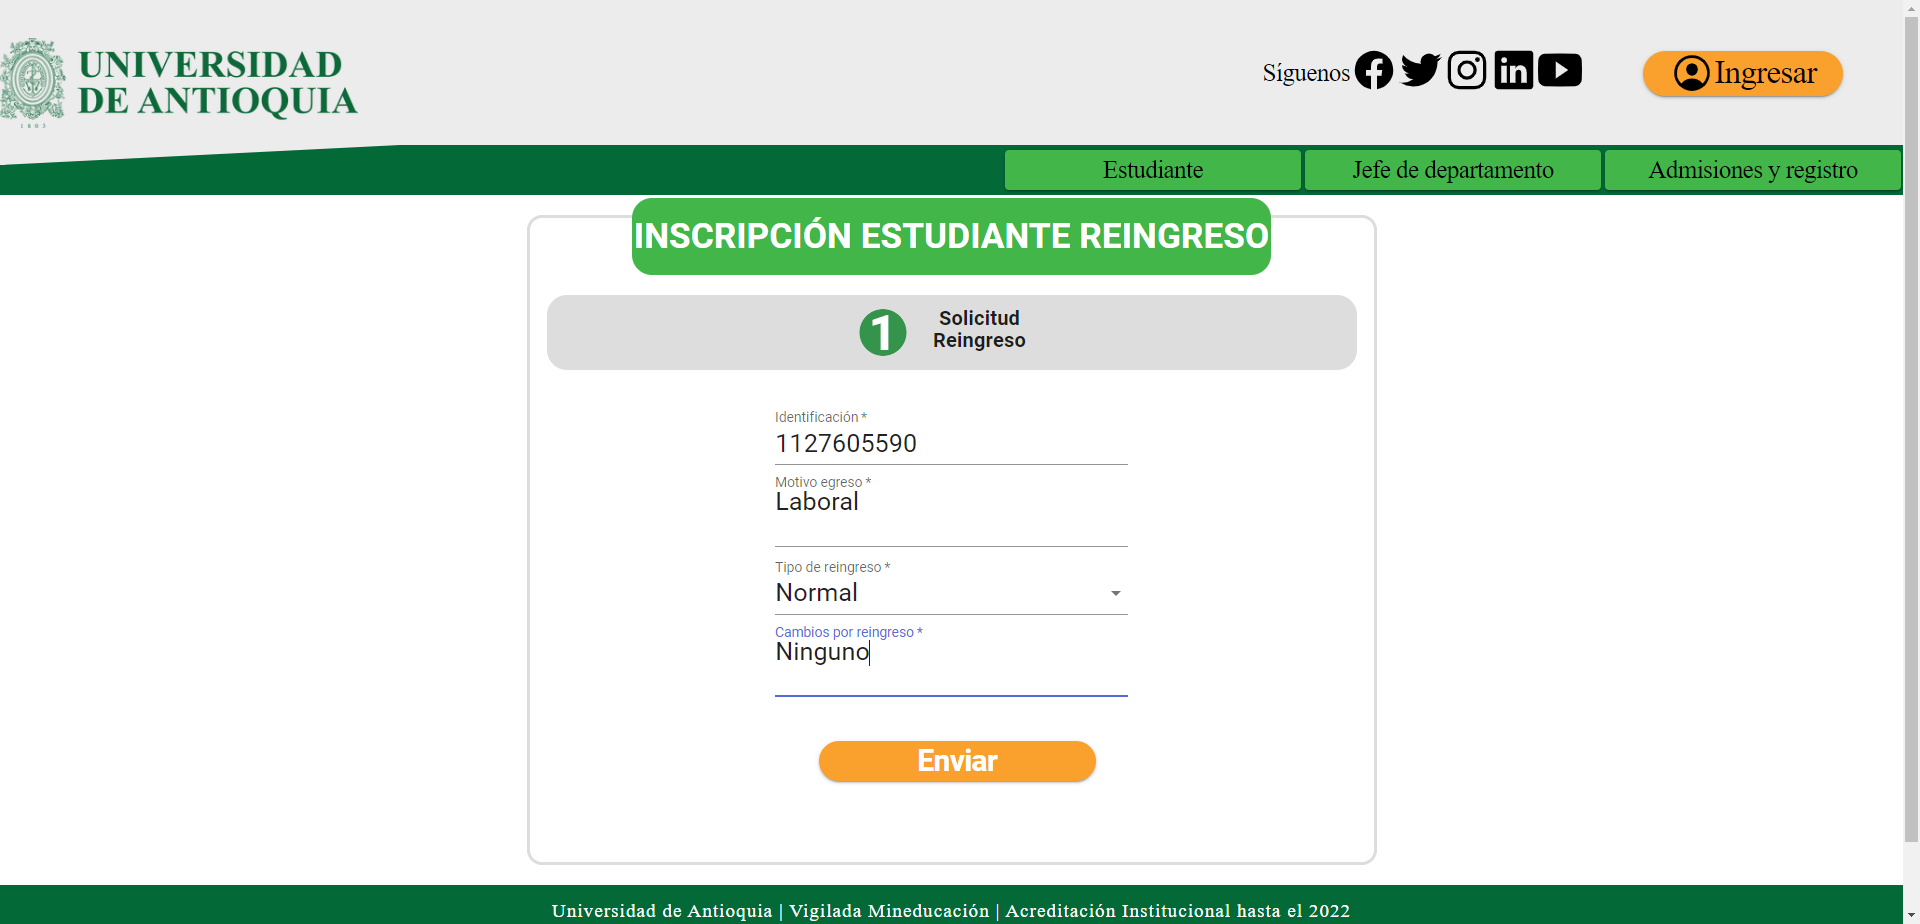 UNIVERSIDAD
DE ANTIOQUIA
1803
Síguenos
Ingresar
Estudiante
Jefe de departamento
Admisiones y registro
INSCRIPCIÓN ESTUDIANTE REINGRESO
1
Solicitud
Reingreso
Identificación *
1127605590
Motivo egreso *
Laboral
Tipo de reingreso *
Normal
Cambios por reingreso *
Ninguno
Enviar
Universidad de Antioquia | Vigilada Mineducación | Acreditación Institucional hasta el 2022